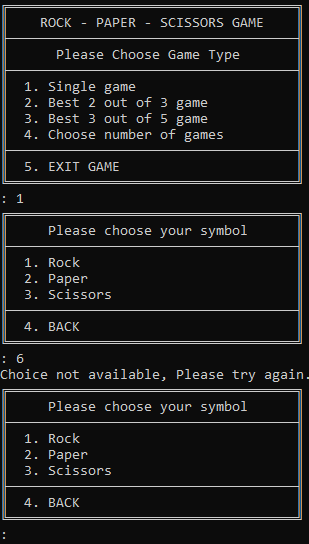 ROCK - PAPER - SCISSORS GAME
Please Choose Game Type
1. Single game
2. Best 2 out of 3 game
3. Best 3 out of 5 game
4. Choose number of games
5. EXIT GAME
: 1
Please choose your symbol
1. Rock
2. Paper
3. Scissors
4. BACK
: 6
Choice not available, Please try again.
Please choose your symbol
1. Rock
2. Paper
3. Scissors
4. BACK
: